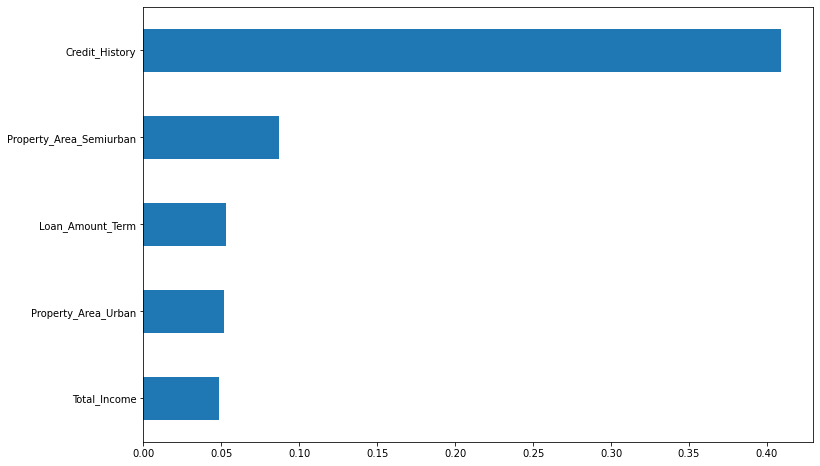 Credit_History
Property_Area_Semiurban
Loan_Amount_Term
Property_Area_Urban
Total_Income
0.00 0.05 0.10 0.15 0.20 0.25 0.30 0.35 0.40